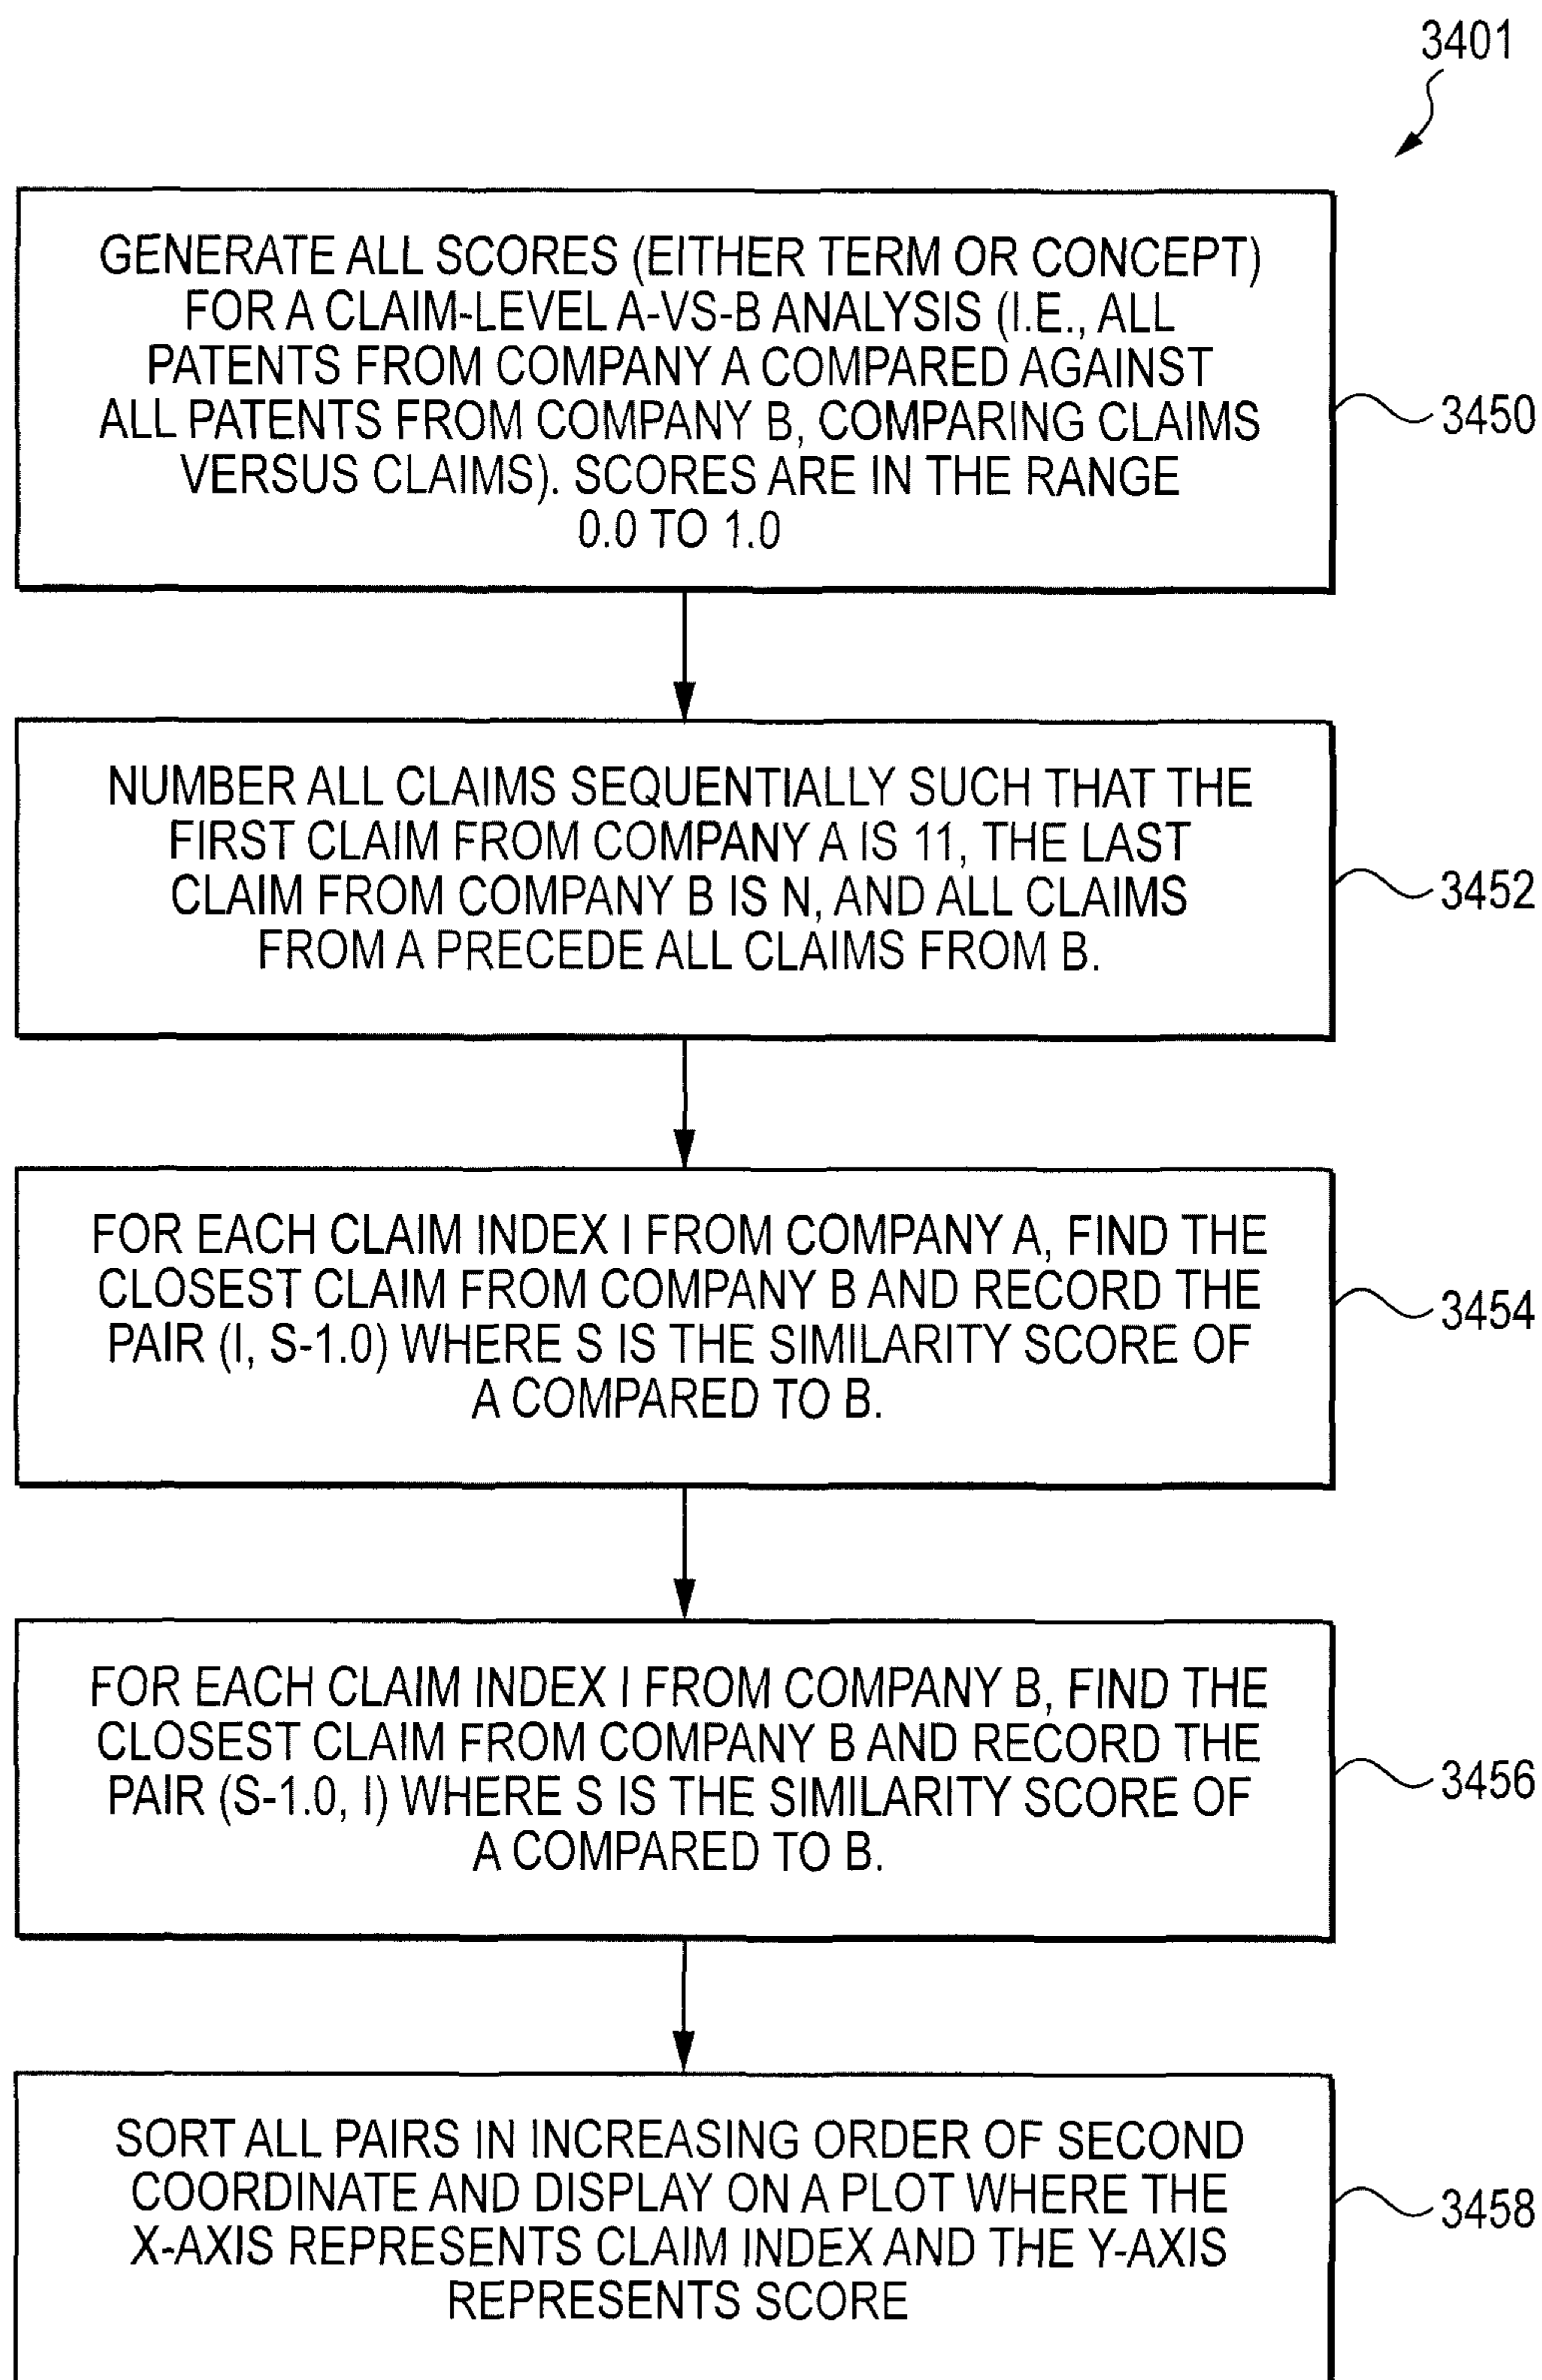 3401
GENERATE ALL SCORES (EITHER TERM OR CONCEPT)
FOR A CLAIM-LEVEL A-VS-B ANALYSIS (I.E., ALL
PATENTS FROM COMPANY A COMPARED AGAINST
ALL PATENTS FROM COMPANY B, COMPARING CLAIMS
VERSUS CLAIMS). SCORES ARE IN THE RANGE
0.0 TO 1.0
3450
NUMBER ALL CLAIMS SEQUENTIALLY SUCH THAT THE
FIRST CLAIM FROM COMPANY A IS 11, THE LAST
CLAIM FROM COMPANY B IS N, AND ALL CLAIMS
FROM A PRECEDE ALL CLAIMS FROM B.
3452
FOR EACH CLAIM INDEX I FROM COMPANY A, FIND THE
CLOSEST CLAIM FROM COMPANY B AND RECORD THE
PAIR (I, S-1.0) WHERE S IS THE SIMILARITY SCORE OF
A COMPARED TO B.
3454
FOR EACH CLAIM INDEX I FROM COMPANY B, FIND THE
CLOSEST CLAIM FROM COMPANY B AND RECORD THE
PAIR (S-1.0, I) WHERE S IS THE SIMILARITY SCORE OF
A COMPARED TO B.
3456
SORT ALL PAIRS IN INCREASING ORDER OF SECOND
COORDINATE AND DISPLAY ON A PLOT WHERE THE
X-AXIS REPRESENTS CLAIM INDEX AND THE Y-AXIS
REPRESENTS SCORE
3458